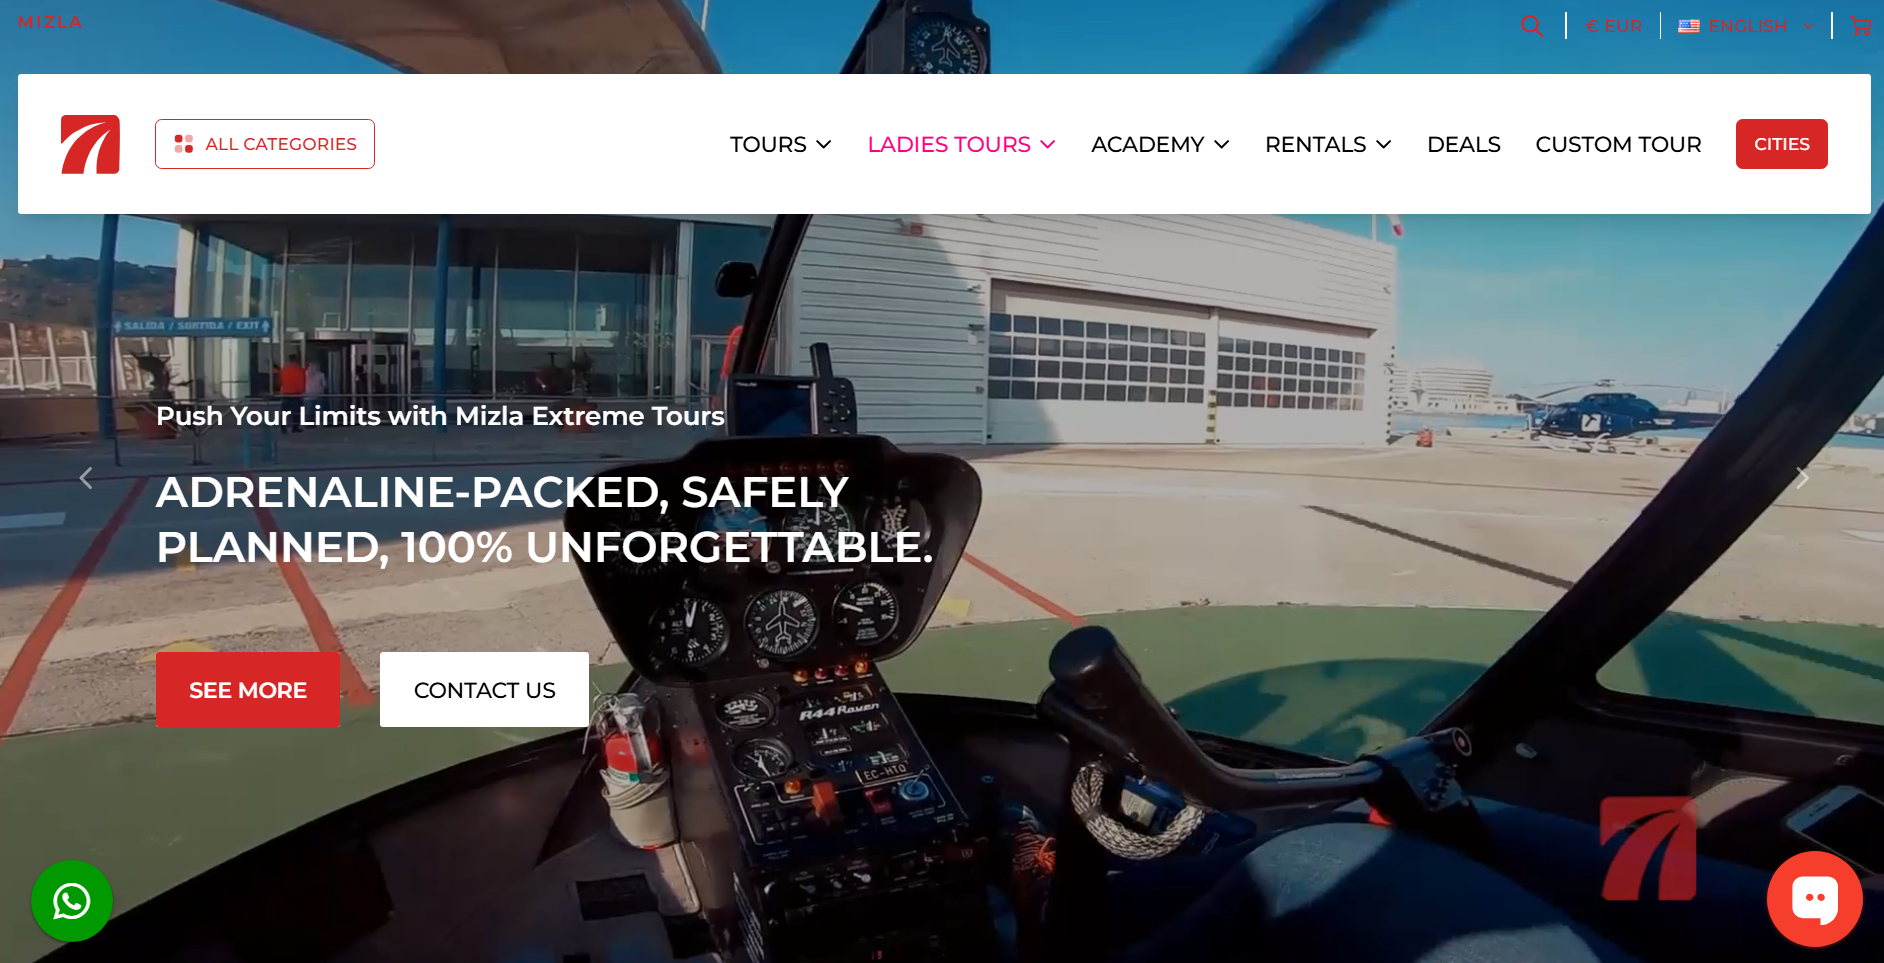 MIZLA
€ EUR
ENGLISH
ALL CATEGORIES
TOURS
LADIES TOURS
ACADEMY
RENTALS
DEALS
CUSTOM TOUR
CITIES
SALIDA / SORTIDA / EXIT
Push Your Limits with Mizla Extreme Tours
ADRENALINE-PACKED, SAFELY
PLANNED, 100% UNFORGETTABLE.
SEE MORE
CONTACT US
R44 Raven
EC-HTO